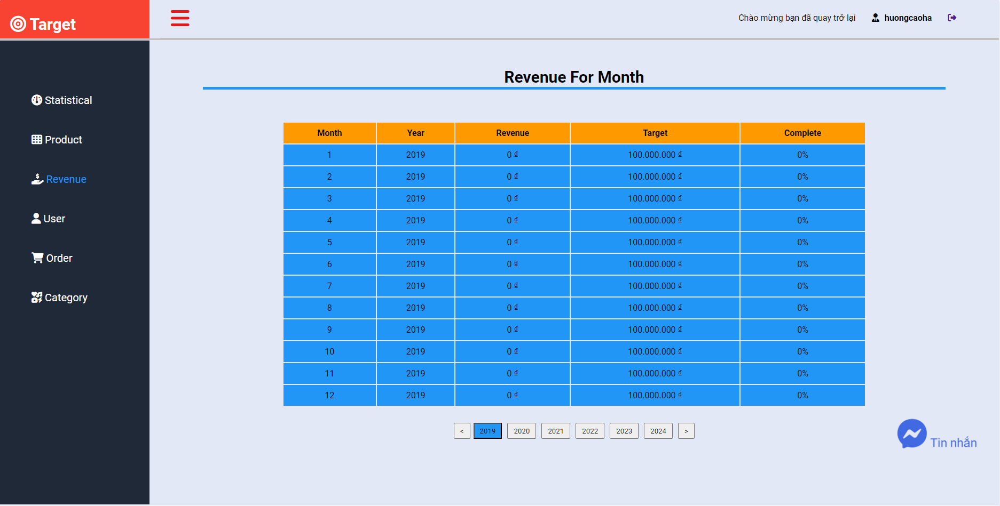 Target
Chào mừng bạn đã quay trở lại huongcaoha
Statistical
Product
Revenue
User
Order
Category
Revenue For Month
Month Year Revenue Target Complete
1 2019 0 ₫ 100.000.000 ₫ 0%
2 2019 0 ₫ 100.000.000 ₫ 0%
3 2019 0 ₫ 100.000.000 ₫ 0%
4 2019 0 ₫ 100.000.000 ₫ 0%
5 2019 0 ₫ 100.000.000 ₫ 0%
6 2019 0 ₫ 100.000.000 ₫ 0%
7 2019 0 ₫ 100.000.000 ₫ 0%
8 2019 0 ₫ 100.000.000 ₫ 0%
9 2019 0 ₫ 100.000.000 ₫ 0%
10 2019 0 ₫ 100.000.000 ₫ 0%
11 2019 0 ₫ 100.000.000 ₫ 0%
12 2019 0 ₫ 100.000.000 ₫ 0%
< 2019 2020 2021 2022 2023 2024 >
Tin nhắn